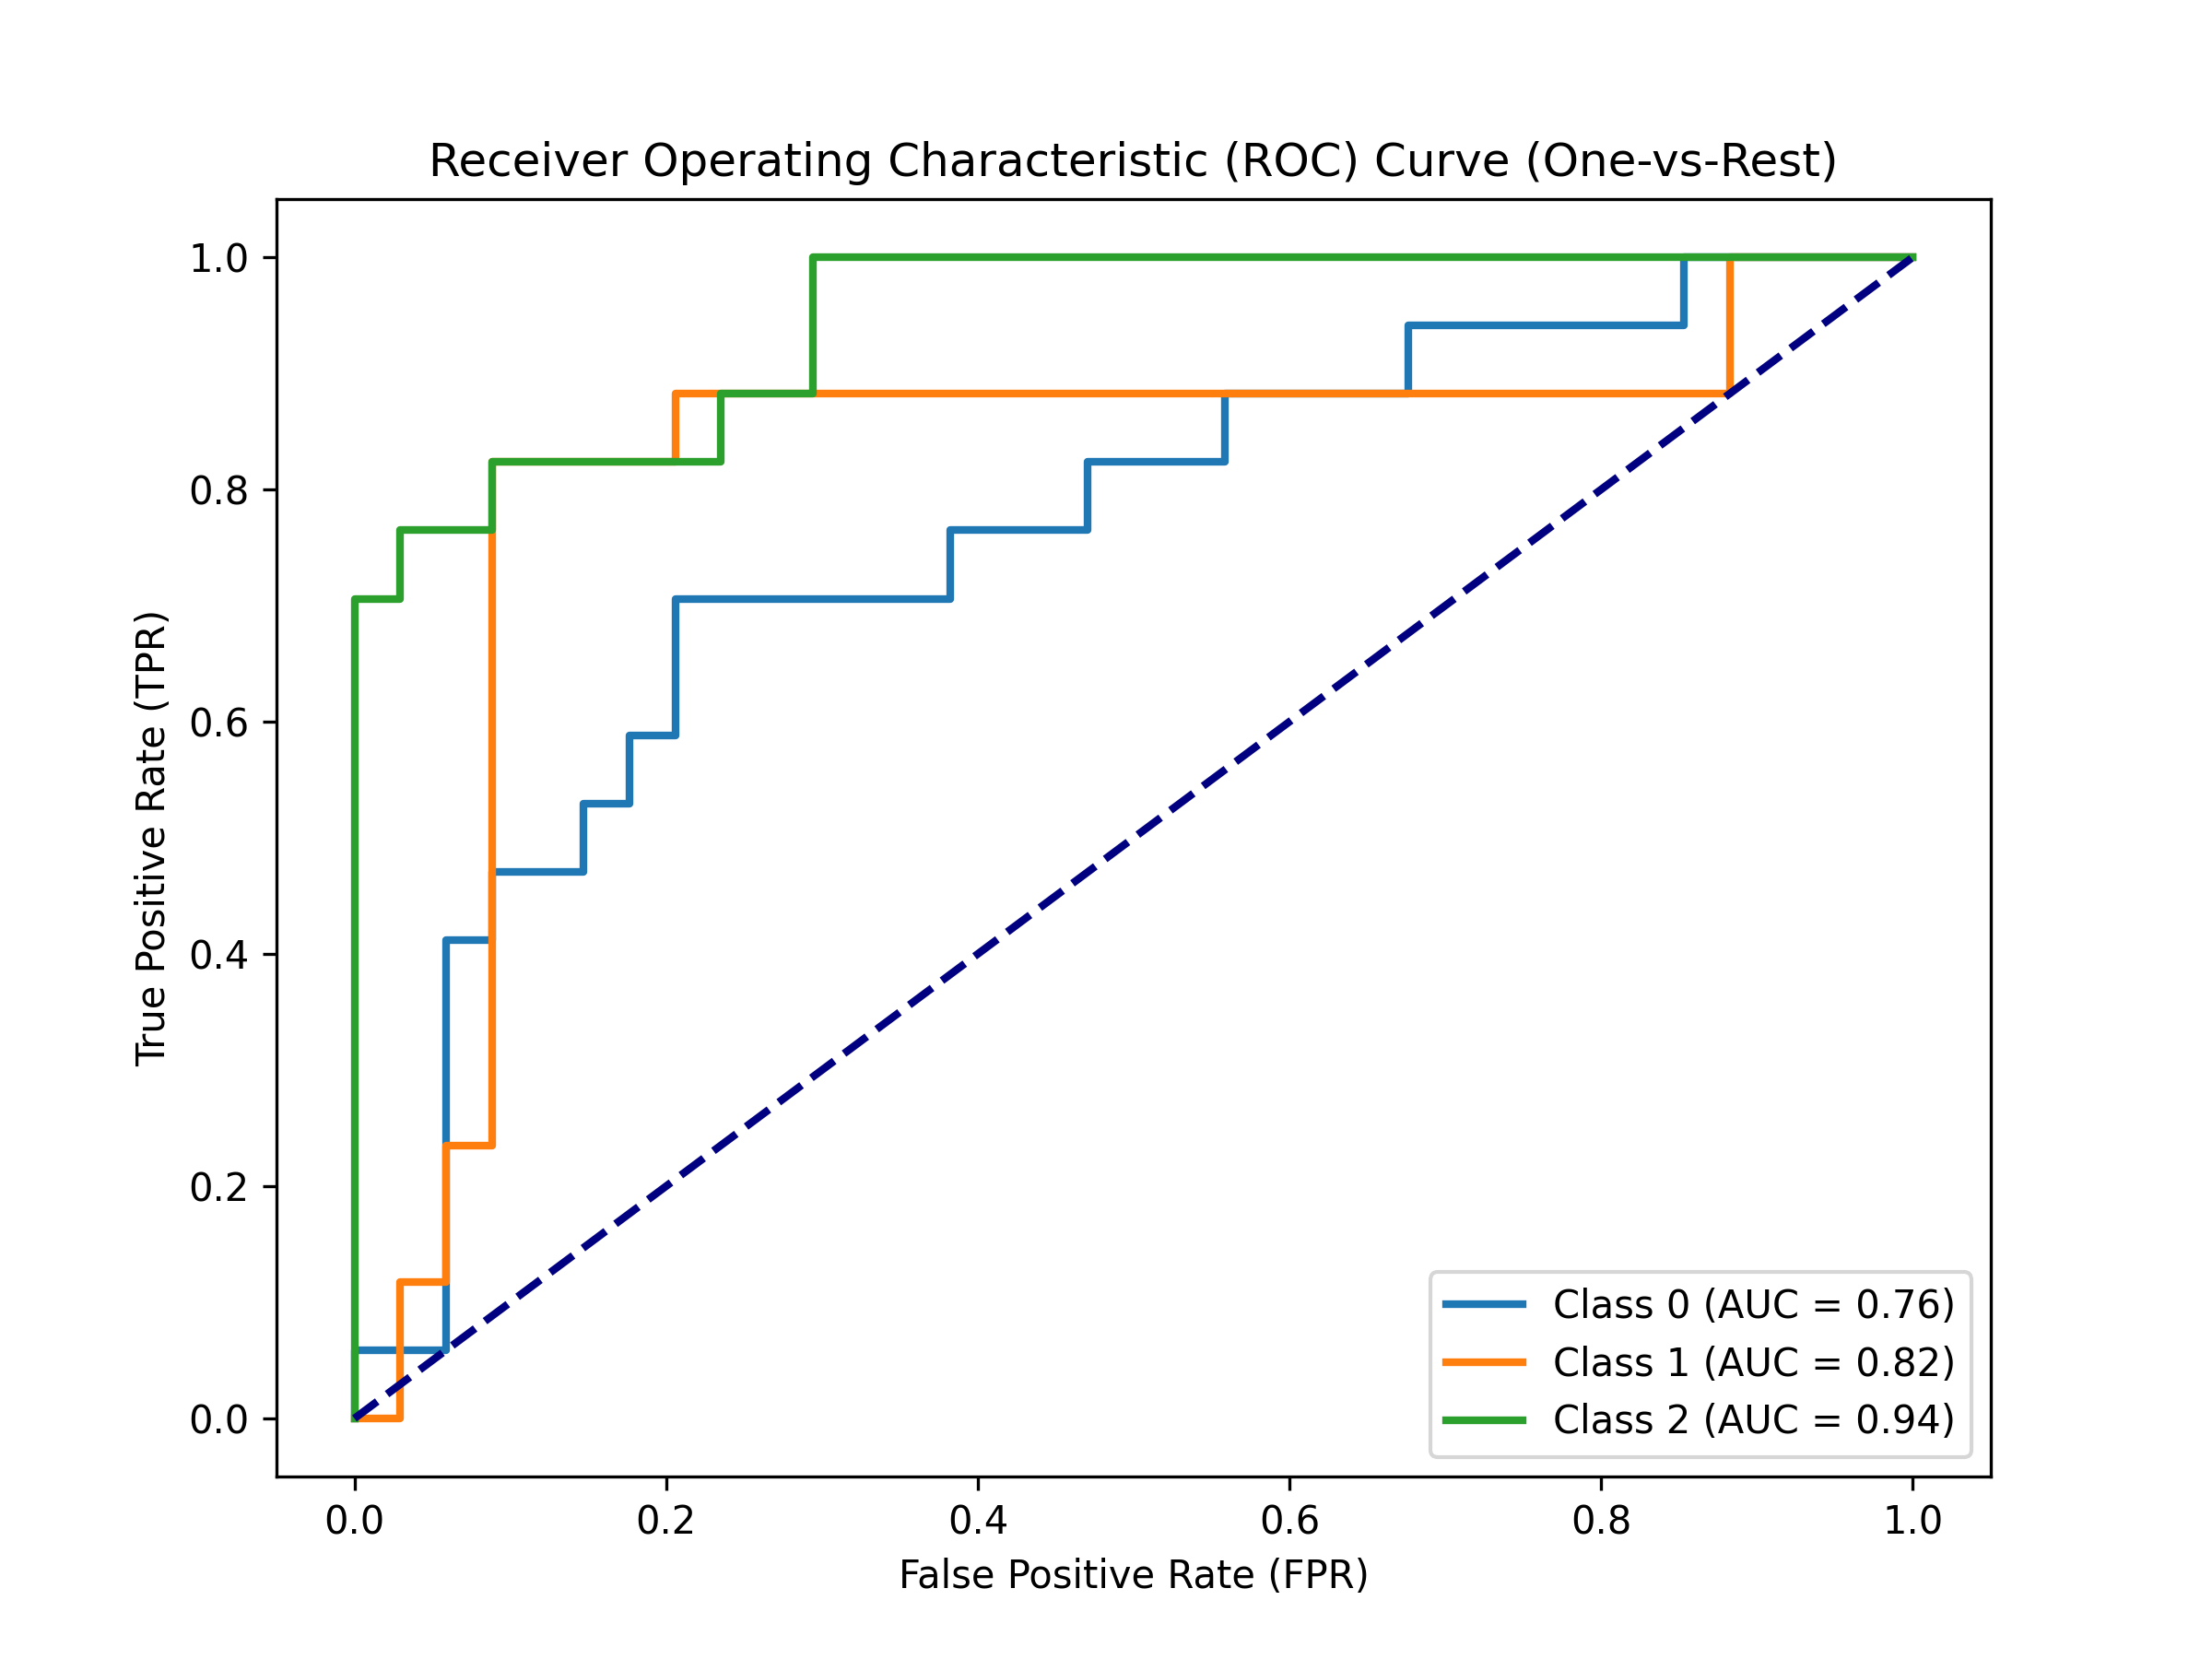 Receiver Operating Characteristic (ROC) Curve (One-vs-Rest)
True Positive Rate (TPR)
1.0
0.8
0.6
0.4
0.2
0.0
0.0 0.2 0.4 0.6 0.8 1.0
False Positive Rate (FPR)
Class 0 (AUC = 0.76)
Class 1 (AUC = 0.82)
Class 2 (AUC = 0.94)